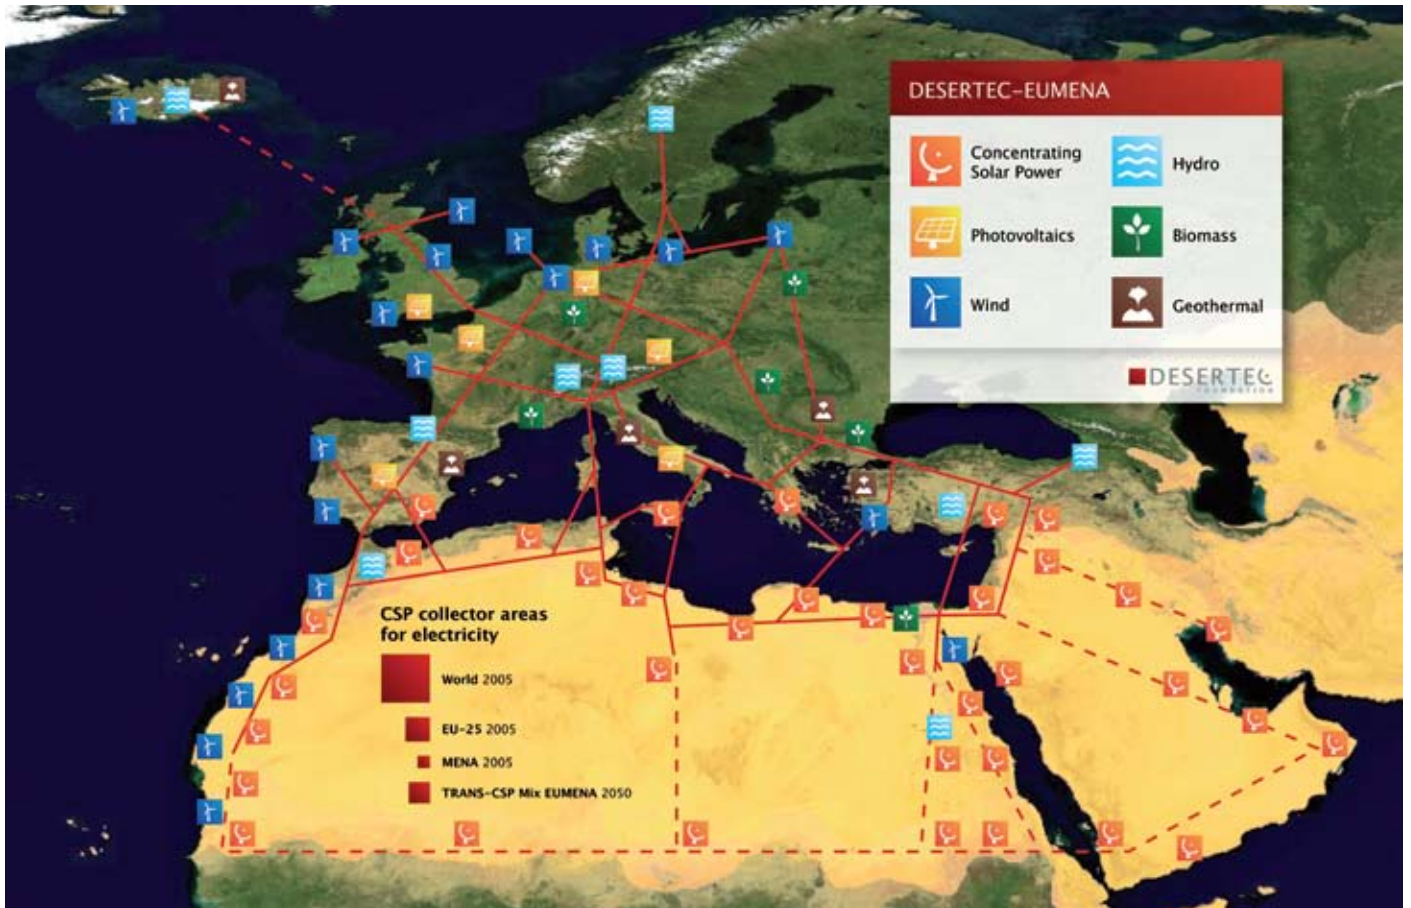 DESERTEC-EUMENA
Concentrating
Solar Power
Hydro
Photovoltaics
Biomass
Wind
Geothermal
DESERTEC
FOUNDATION
CSP collector areas
for electricity
World 2005
EU-25 2005
MENA 2005
TRANS-CSP Mix EUMENA 2050